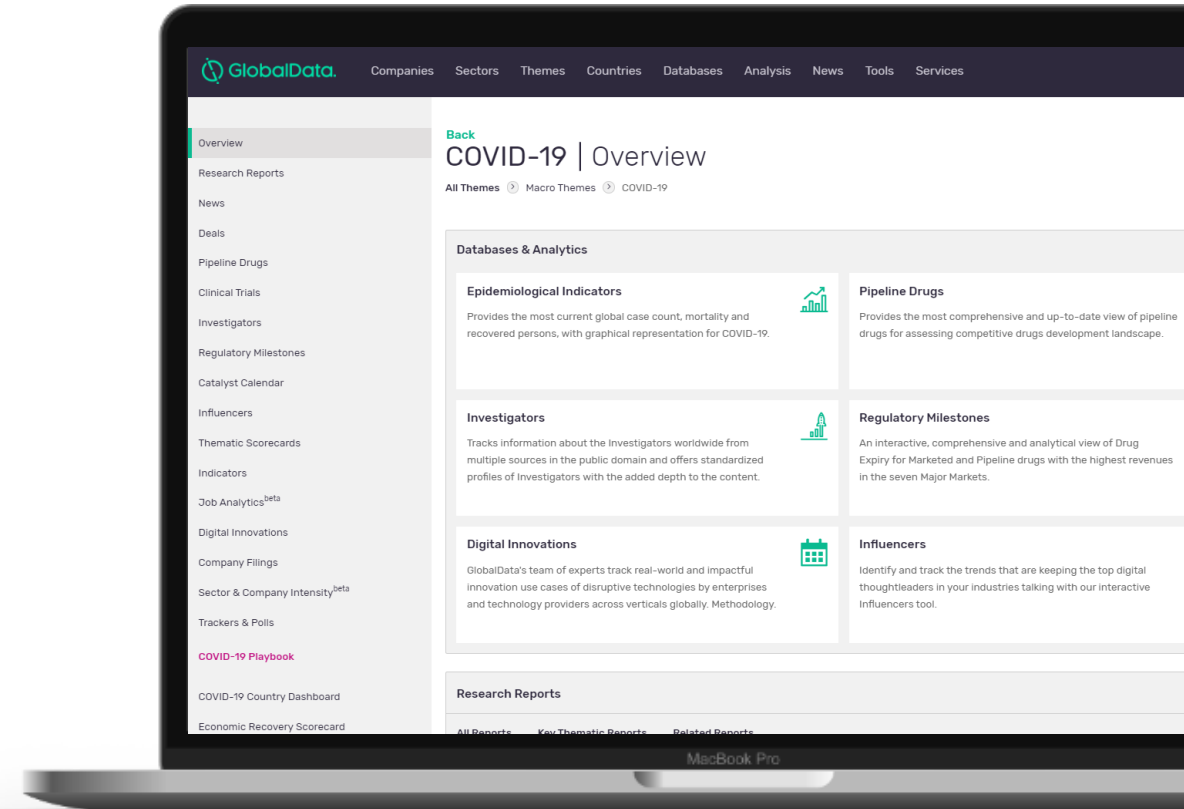 GlobalData.
Companies Sectors Themes Countries Databases Analysis News Tools Services
Overview
Research Reports
News
Deals
Pipeline Drugs
Clinical Trials
Investigators
Regulatory Milestones
Catalyst Calendar
Influencers
Thematic Scorecards
Indicators
Job Analytics beta
Digital Innovations
Company Filings
Sector & Company Intensity beta
Trackers & Polls
COVID-19 Playbook
COVID-19 Country Dashboard
Economic Recovery Scorecard
Back
COVID-19 | Overview
All Themes Macro Themes COVID-19
Databases & Analytics
Epidemiological Indicators
Provides the most current global case count, mortality and
recovered persons, with graphical representation for COVID-19.
Pipeline Drugs
Provides the most comprehensive and up-to-date view of pipeline
drugs for assessing competitive drugs development landscape.
Investigators
Tracks information about the Investigators worldwide from
multiple sources in the public domain and offers standardized
profiles of Investigators with the added depth to the content.
Regulatory Milestones
An interactive, comprehensive and analytical view of Drug
Expiry for Marketed and Pipeline drugs with the highest revenues
in the seven Major Markets.
Digital Innovations
GlobalData's team of experts track real-world and impactful
innovation use cases of disruptive technologies by enterprises
and technology providers across verticals globally. Methodology.
Influencers
Identify and track the trends that are keeping the top digital
thoughtleaders in your industries talking with our interactive
Influencers tool.
Research Reports
All Reports Key Thematic Reports Related Reports
MacBook Pro